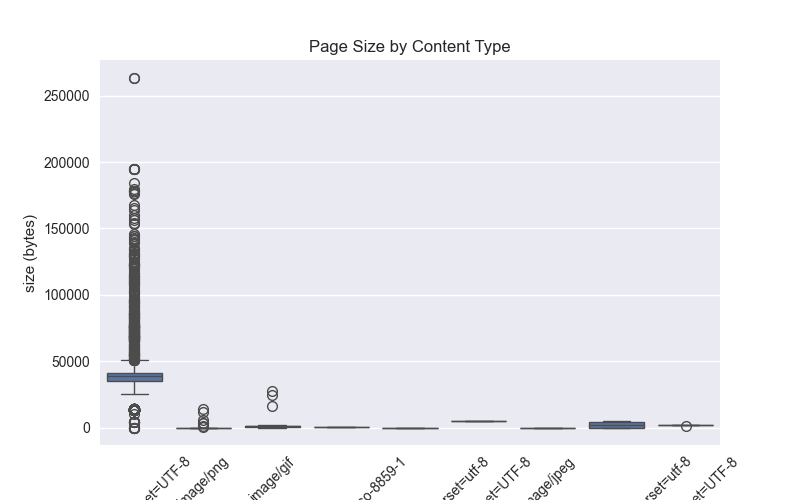 Page Size by Content Type
size (bytes)
250000
200000
150000
100000
50000
0
et=UTF-8
image/png
image/gif
so-8859-1
rset=utf-8
et=UTF-8
mage/jpeg
rset=utf-8
et=UTF-8